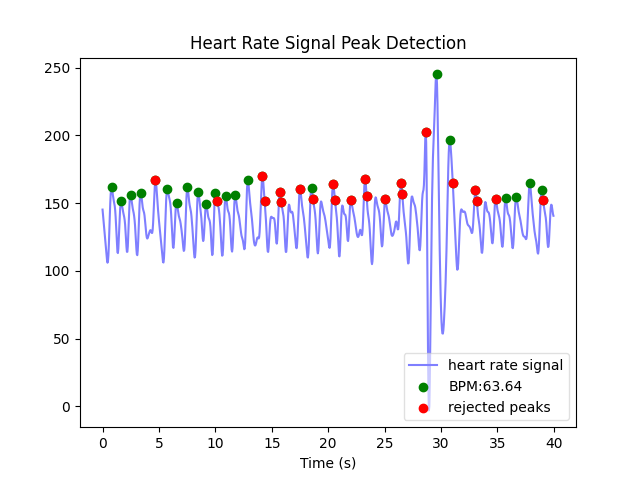 Heart Rate Signal Peak Detection
250
200
150
100
50
0
heart rate signal
BPM:63.64
rejected peaks
0 5 10 15 20 25 30 35 40
Time (s)